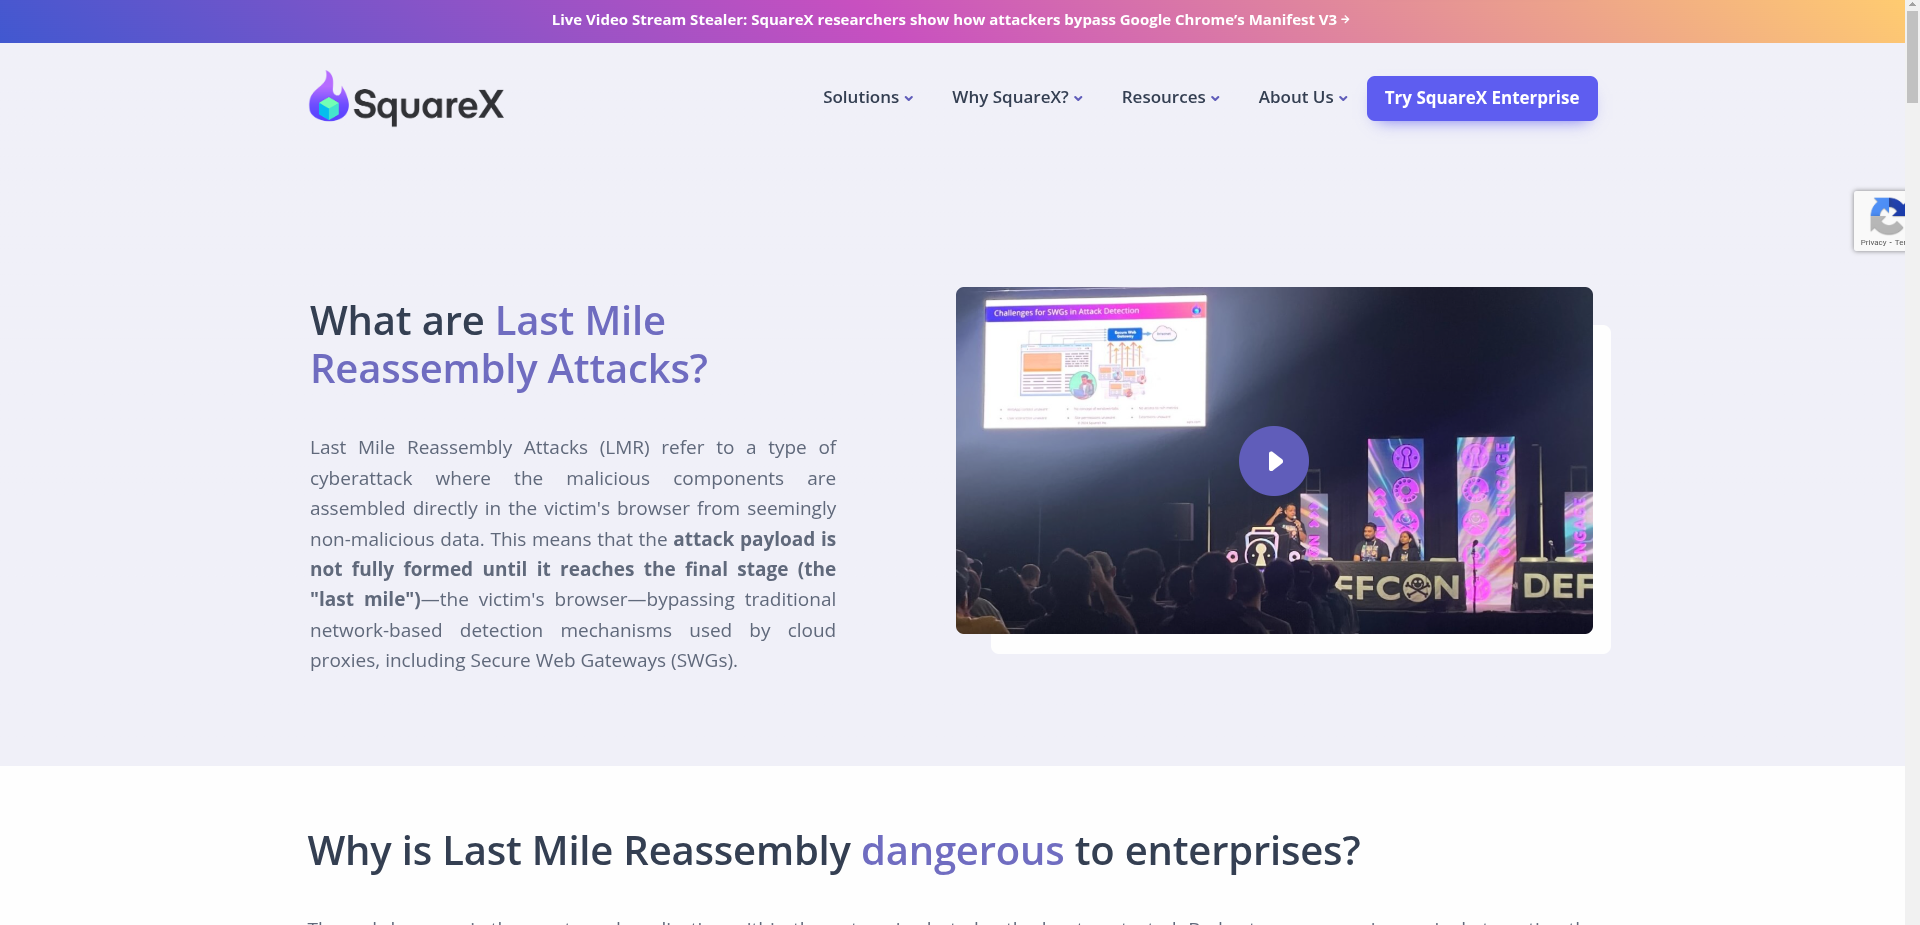 Live Video Stream Stealer: SquareX researchers show how attackers bypass Google Chrome's Manifest V3 →
SquareX
Solutions
Why SquareX?
Resources
About Us
Try SquareX Enterprise
Privacy - Ter
What are Last Mile
Reassembly Attacks?
Last Mile Reassembly Attacks (LMR) refer to a type of
cyberattack where the malicious components are
assembled directly in the victim's browser from seemingly
non-malicious data. This means that the attack payload is
not fully formed until it reaches the final stage (the
"last mile")—the victim's browser—bypassing traditional
network-based detection mechanisms used by cloud
proxies, including Secure Web Gateways (SWGs).
Challenges for SWGs in Attack Detection
Secure Web
Gateway
ENGAGE
EFCON
DEF
Why is Last Mile Reassembly dangerous to enterprises?